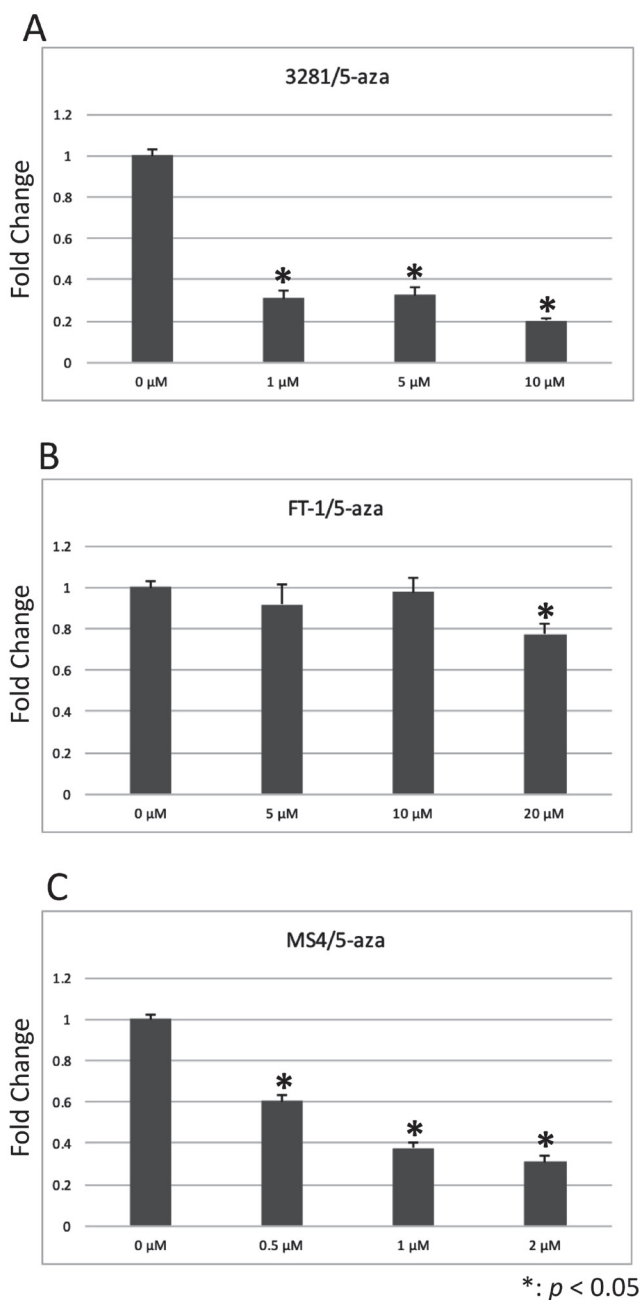 A
3281/5-aza
Fold Change
1.2
1
0.8
0.6
0.4
0.2
0
*
*
*
0 µM 1 µM 5 µM 10 µM
B
FT-1/5-aza
Fold Change
1.2
1
0.8
0.6
0.4
0.2
0
*
0 µM 5 µM 10 µM 20 µM
C
MS4/5-aza
Fold Change
1.2
1
0.8
0.6
0.4
0.2
0
*
*
*
0 µM 0.5 µM 1 µM 2 µM
*: p < 0.05